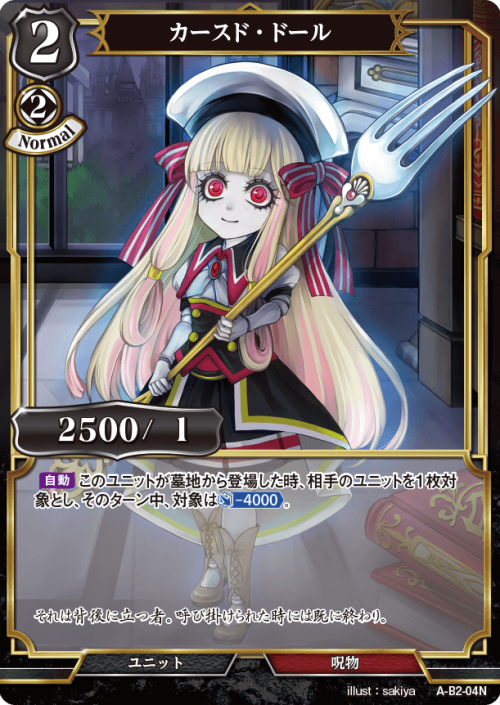 2
カースド・ドール
2
Normal
2500/ 1
自動 このユニットが墓地から登場した時、相手のユニットを1枚対
象とし、そのターン中、対象は-4000。
それは背後に立つ者。呼び掛けられた時には既に終わり。
ユニット 呪物
illust：sakiya A-B2-04N